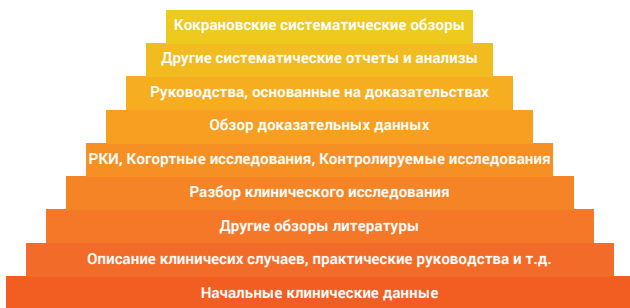 Кокрановские систематические обзоры
Другие систематические отчеты и анализы
Руководства, основанные на доказательствах
Обзор доказательных данных
РКИ, Когортные исследования, Контролируемые исследования
Разбор клинического исследования
Другие обзоры литературы
Описание клиничесих случаев, практические руководства и т.д.
Начальные клинические данные